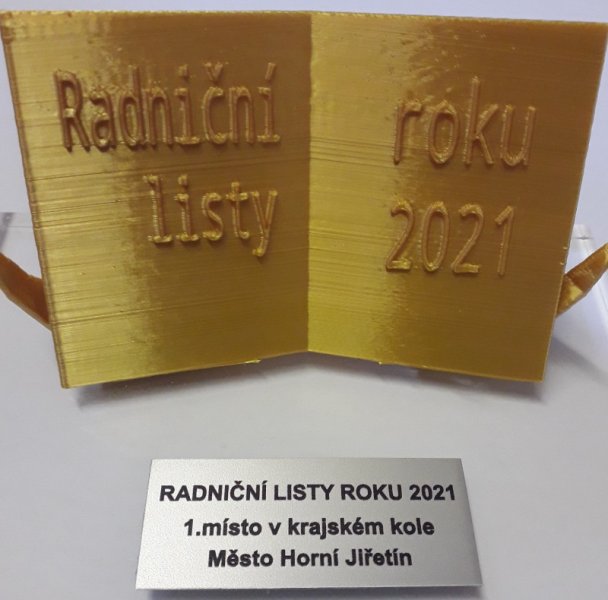 Radniční
listy
roku
2021
RADNIČNÍ LISTY ROKU 2021
1.místo v krajském kole
Město Horní Jiřetín